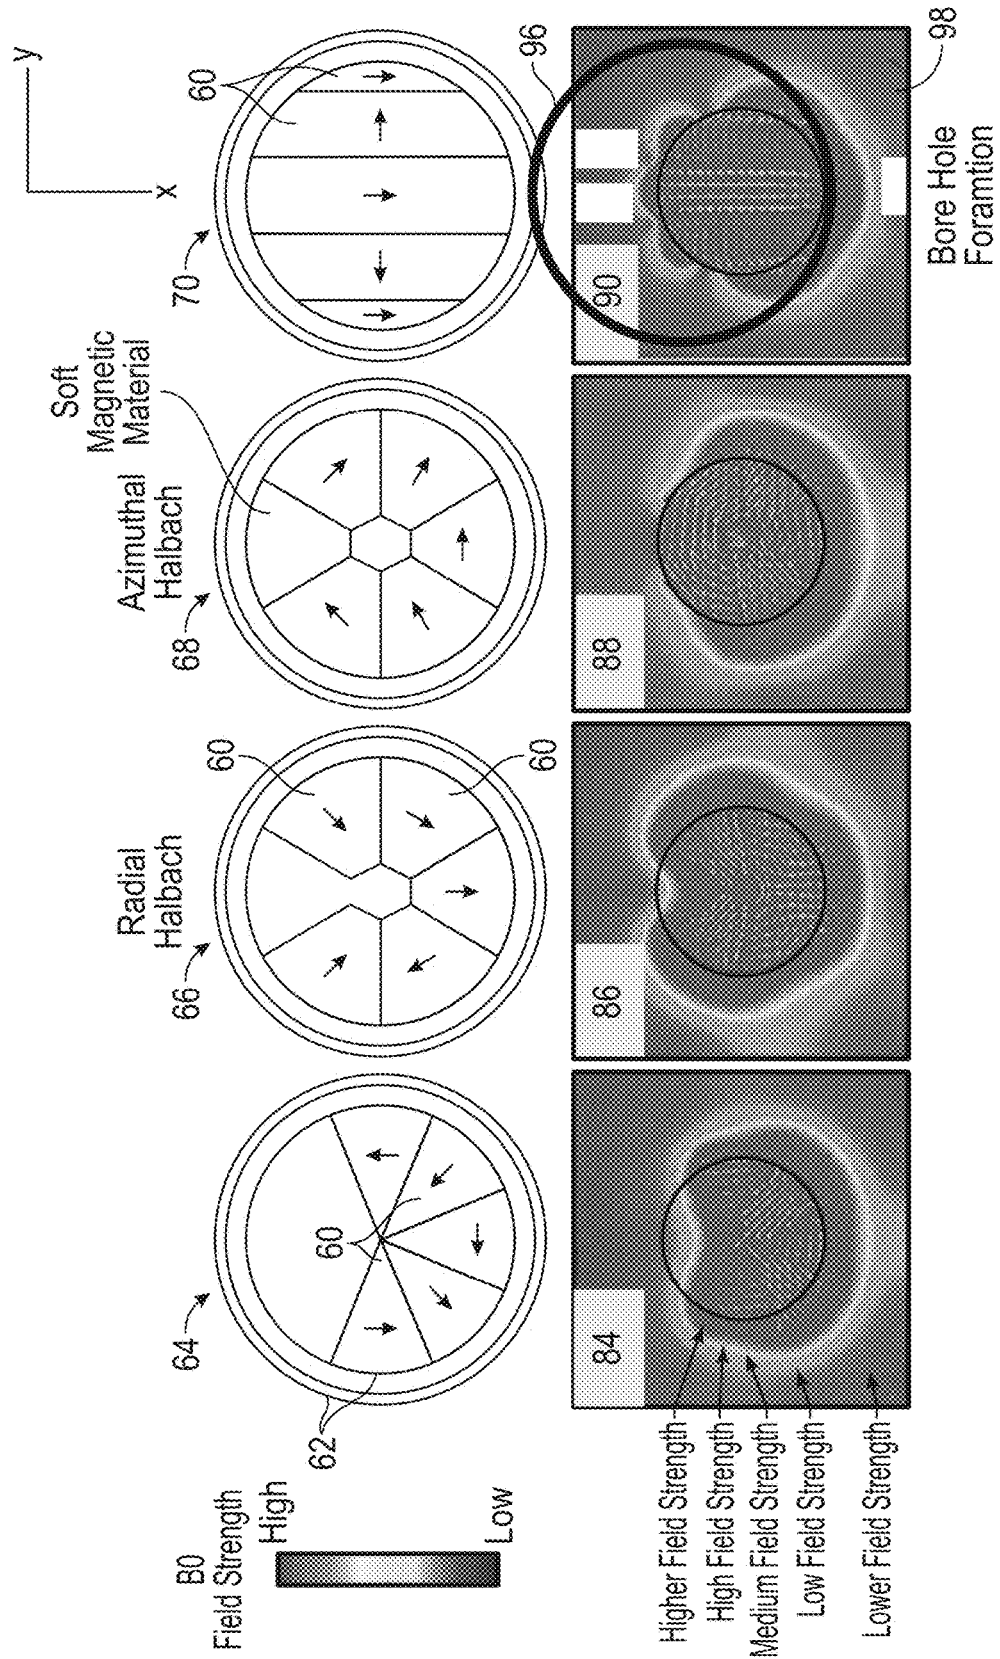 B0
Field Strength
High
Low
62
64
60
Radial
Halbach
66
60
60
Azimuthal
Halbach
68
Soft
Magnetic
Material
70
60
y
x
Higher Field Strength
High Field Strength
Medium Field Strength
Low Field Strength
Lower Field Strength
84
86
88
90
96
98
Bore Hole
Foramtion